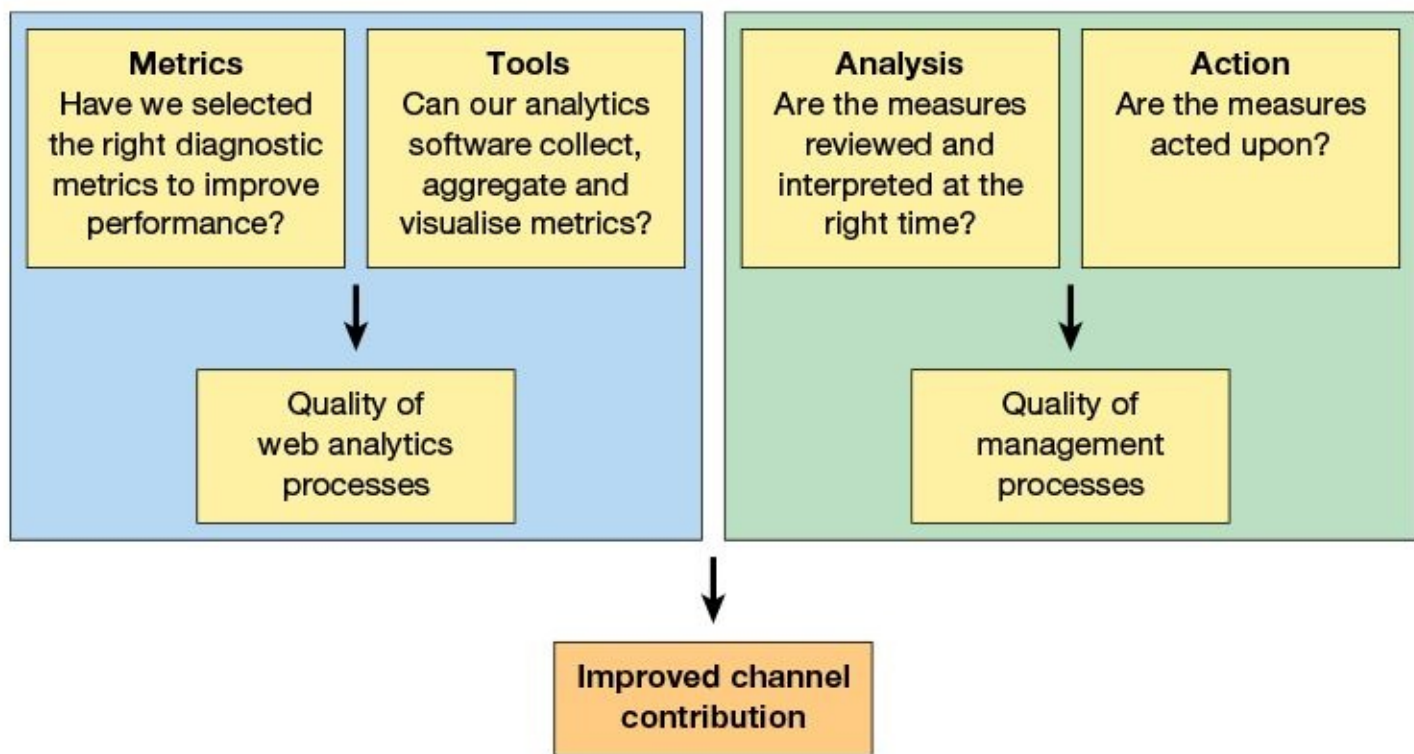 Metrics
Have we selected
the right diagnostic
metrics to improve
performance?
Tools
Can our analytics
software collect,
aggregate and
visualise metrics?
Analysis
Are the measures
reviewed and
interpreted at the
right time?
Action
Are the measures
acted upon?
Quality of
web analytics
processes
Quality of
management
processes
Improved channel
contribution